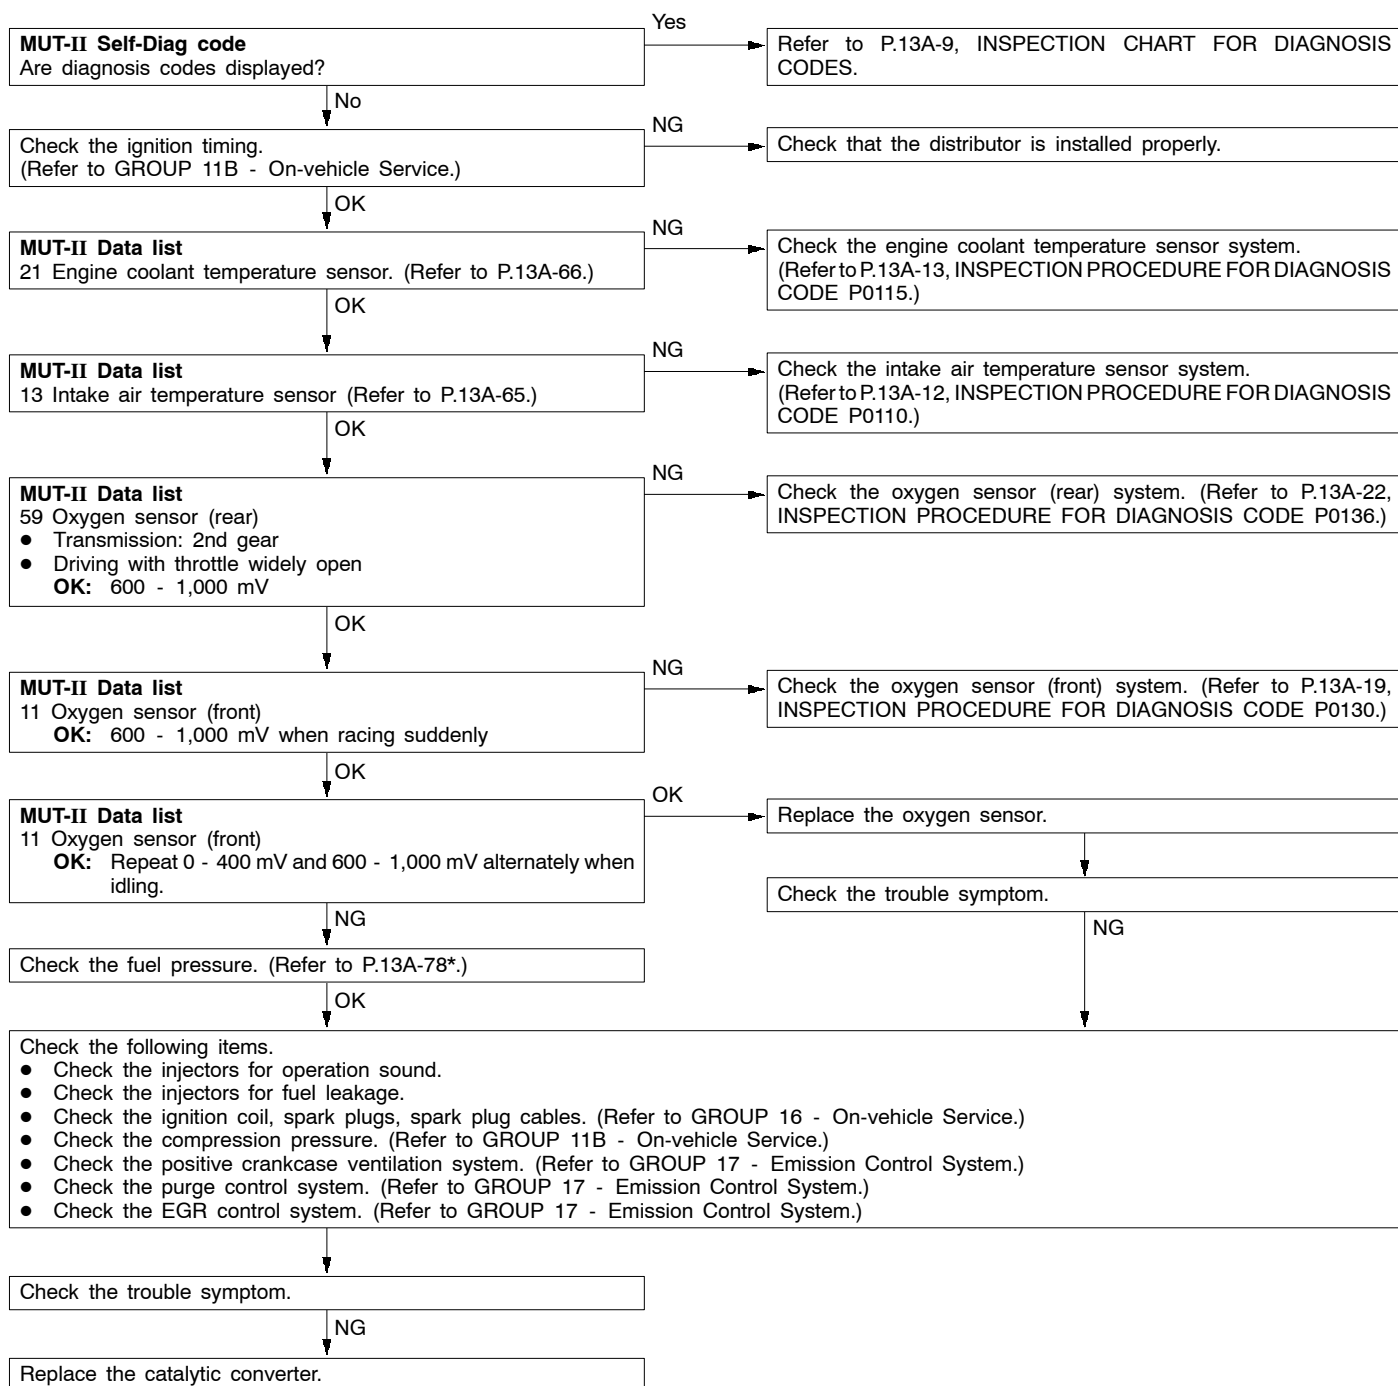 Yes
MUT-II Self-Diag code
Are diagnosis codes displayed?
Refer to P.13A-9, INSPECTION CHART FOR DIAGNOSIS
CODES.
No
NG
Check the ignition timing.
(Refer to GROUP 11B - On-vehicle Service.)
Check that the distributor is installed properly.
OK
NG
MUT-II Data list
21 Engine coolant temperature sensor. (Refer to P.13A-66.)
Check the engine coolant temperature sensor system.
(Refer to P.13A-13, INSPECTION PROCEDURE FOR DIAGNOSIS
CODE P0115.)
OK
NG
MUT-II Data list
13 Intake air temperature sensor (Refer to P.13A-65.)
Check the intake air temperature sensor system.
(Refer to P.13A-12, INSPECTION PROCEDURE FOR DIAGNOSIS
CODE P0110.)
OK
NG
MUT-II Data list
59 Oxygen sensor (rear)
● Transmission: 2nd gear
● Driving with throttle widely open
OK: 600 - 1,000 mV
Check the oxygen sensor (rear) system. (Refer to P.13A-22,
INSPECTION PROCEDURE FOR DIAGNOSIS CODE P0136.)
OK
NG
MUT-II Data list
11 Oxygen sensor (front)
OK: 600 - 1,000 mV when racing suddenly
Check the oxygen sensor (front) system. (Refer to P.13A-19,
INSPECTION PROCEDURE FOR DIAGNOSIS CODE P0130.)
OK
OK
MUT-II Data list
11 Oxygen sensor (front)
OK: Repeat 0 - 400 mV and 600 - 1,000 mV alternately when
idling.
Replace the oxygen sensor.
Check the trouble symptom.
NG
NG
Check the fuel pressure. (Refer to P.13A-78*.)
OK
Check the following items.
● Check the injectors for operation sound.
● Check the injectors for fuel leakage.
● Check the ignition coil, spark plugs, spark plug cables. (Refer to GROUP 16 - On-vehicle Service.)
● Check the compression pressure. (Refer to GROUP 11B - On-vehicle Service.)
● Check the positive crankcase ventilation system. (Refer to GROUP 17 - Emission Control System.)
● Check the purge control system. (Refer to GROUP 17 - Emission Control System.)
● Check the EGR control system. (Refer to GROUP 17 - Emission Control System.)
Check the trouble symptom.
NG
Replace the catalytic converter.